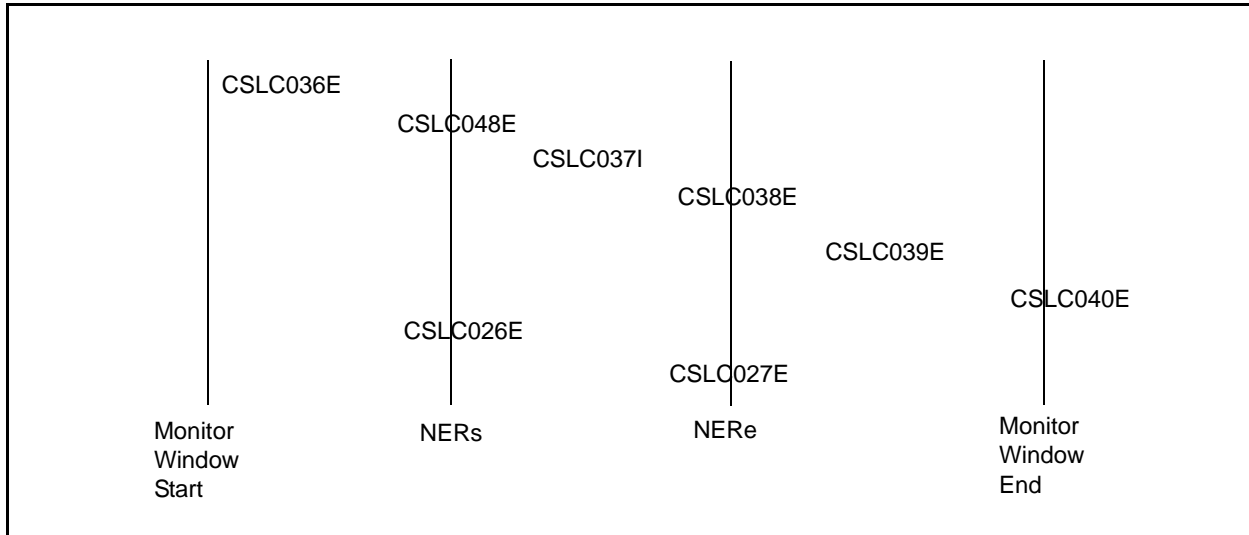 CSLC036E
CSLC048E
CSLC037I
CSLC038E
CSLC039E
CSLC040E
CSLC026E
CSLC027E
Monitor
Window
Start
NERs
NERe
Monitor
Window
End